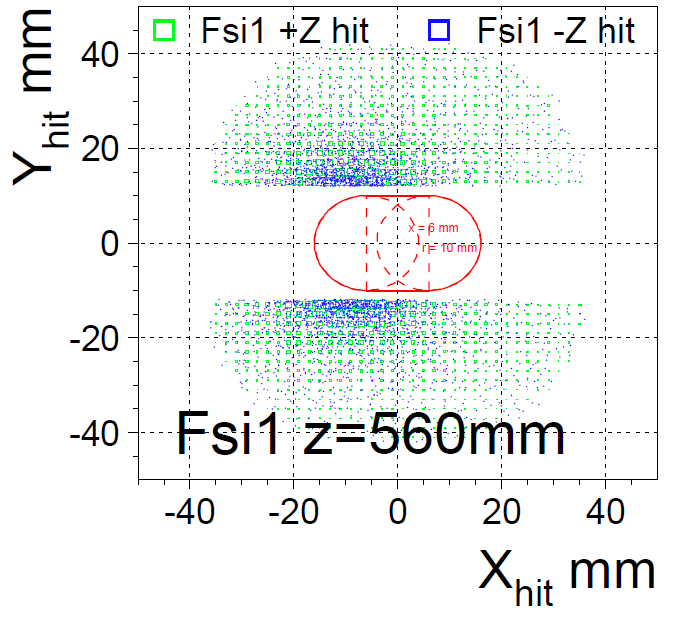 Fsi1 +Z hit Fsi1 -Z hit
Y_hit mm
40
20
0
-20
-40
x = 6 mm
r = 10 mm
Fsi1 z=560mm
-40 -20 0 20 40
X_hit mm